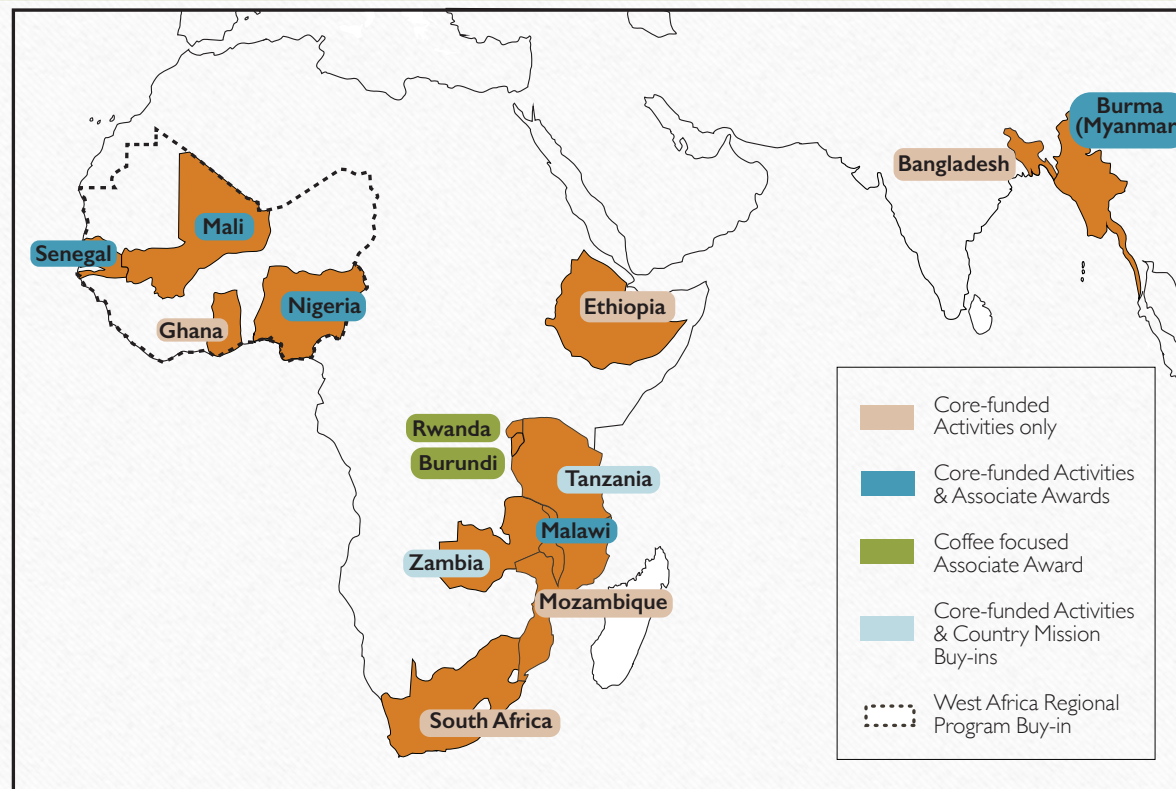 Burma
(Myanmar
Bangladesh
Mali
Senegal
Nigeria
Ethiopia
Ghana
Rwanda
Burundi
Tanzania
Malawi
Zambia
Mozambique
South Africa
Core-funded
Activities only
Core-funded Activities
& Associate Awards
Coffee focused
Associate Award
Core-funded Activities
& Country Mission
Buy-ins
West Africa Regional
Program Buy-in